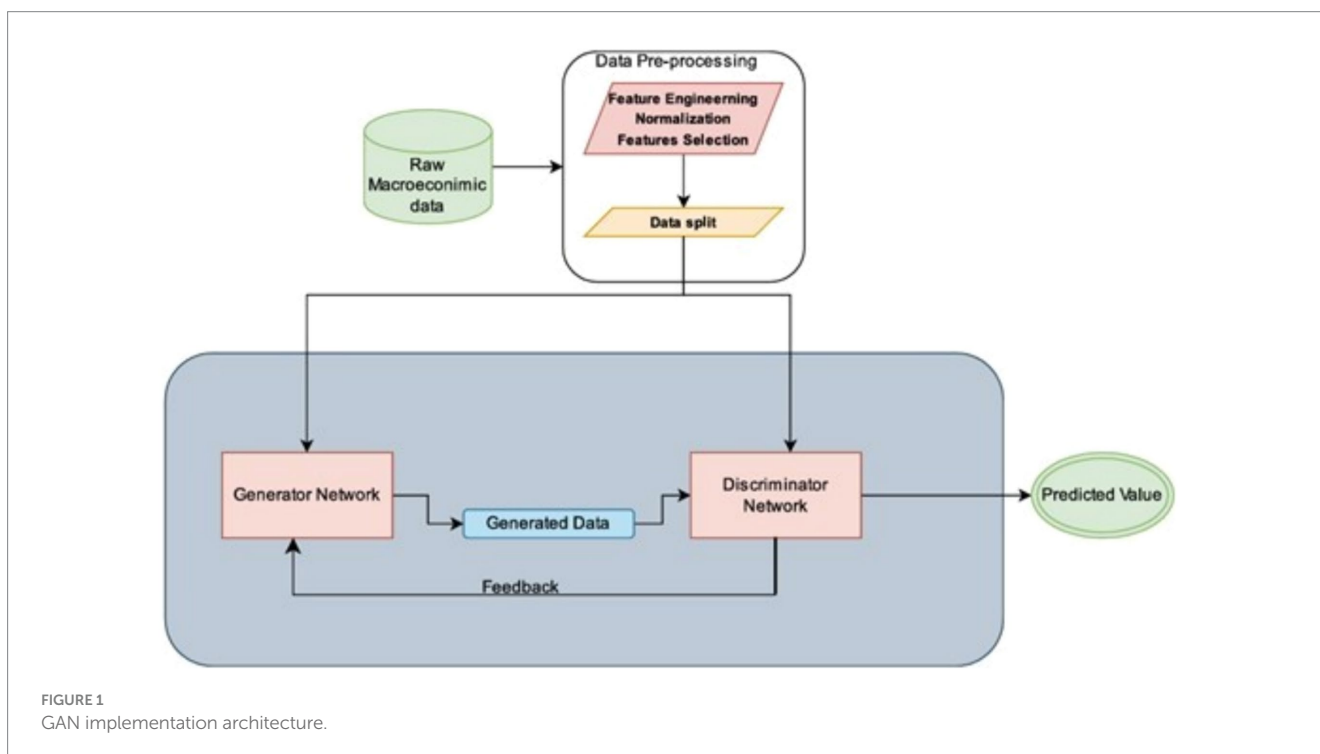 Data Pre-processing
Feature Engineerning
Normalization
Features Selection
Raw
Macroeconimic
data
Data split
Generator Network
Generated Data
Discriminator
Network
Predicted Value
Feedback
FIGURE 1
GAN implementation architecture.